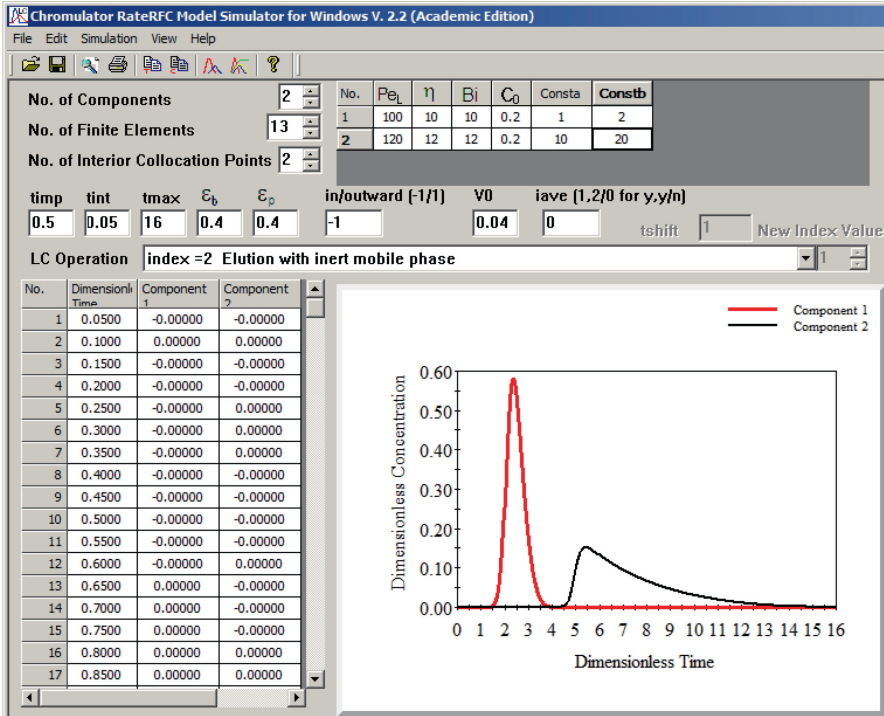 Chromulator RateRFC Model Simulator for Windows V. 2.2 (Academic Edition)
File Edit Simulation View Help
No. of Components 2
No. of Finite Elements 13
No. of Interior Collocation Points 2
No. PeL η Bi C0 Consta Constb
1 100 10 10 0.2 1 2
2 120 12 12 0.2 10 20
timp tint tmax εb εp in/outward (-1/1) V0 iave (1,2/0 for y,y/n)
0.5 0.05 16 0.4 0.4 -1 0.04 0 tshift 1 New Index Value
LC Operation index =2 Elution with inert mobile phase 1
No. Dimensionl Component Component
Time 1 2
1 0.0500 -0.00000 -0.00000
2 0.1000 0.00000 0.00000
3 0.1500 -0.00000 -0.00000
4 0.2000 -0.00000 -0.00000
5 0.2500 -0.00000 0.00000
6 0.3000 -0.00000 0.00000
7 0.3500 -0.00000 0.00000
8 0.4000 -0.00000 -0.00000
9 0.4500 -0.00000 -0.00000
10 0.5000 -0.00000 -0.00000
11 0.5500 -0.00000 -0.00000
12 0.6000 -0.00000 0.00000
13 0.6500 0.00000 -0.00000
14 0.7000 0.00000 -0.00000
15 0.7500 0.00000 -0.00000
16 0.8000 0.00000 0.00000
17 0.8500 0.00000 0.00000
Component 1
Component 2
Dimensionless Concentration
0.60
0.50
0.40
0.30
0.20
0.10
0.00
0 1 2 3 4 5 6 7 8 9 10 11 12 13 14 15 16
Dimensionless Time